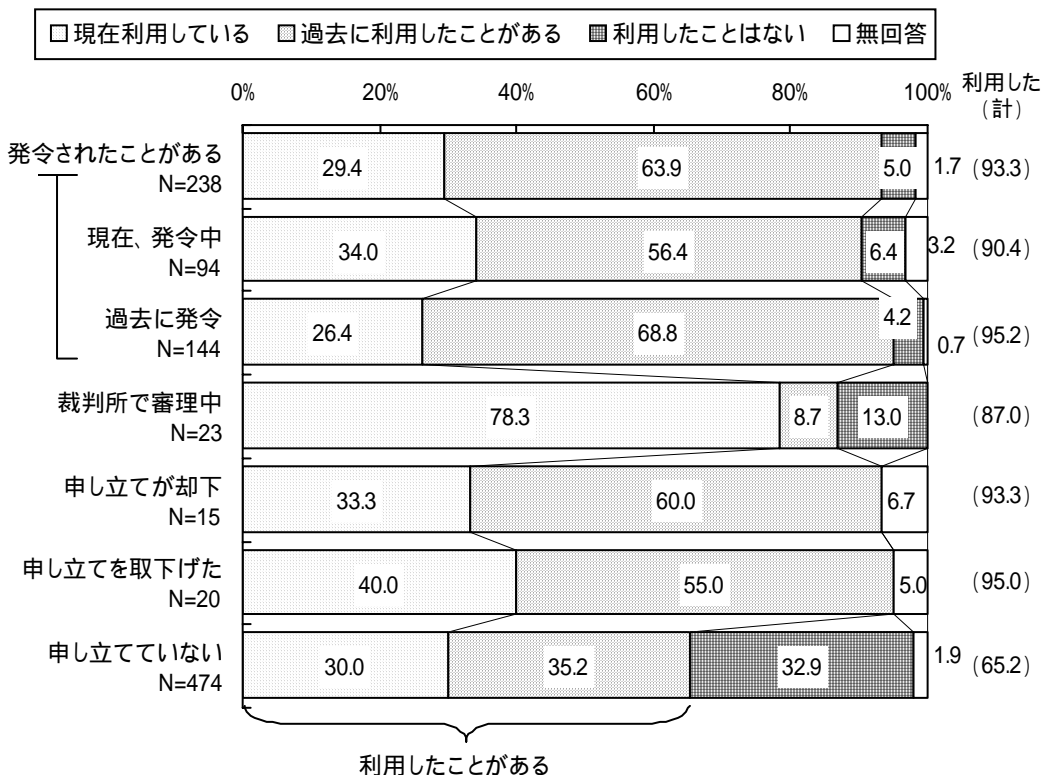 現在利用している 過去に利用したことがある 利用したことはない 無回答
0% 20% 40% 60% 80% 100% 利用した
(計)
発令されたことがある
N=238
29.4 63.9 5.0 1.7 (93.3)
現在、発令中
N=94
34.0 56.4 6.4 3.2 (90.4)
過去に発令
N=144
26.4 68.8 4.2 0.7 (95.2)
裁判所で審理中
N=23
78.3 8.7 13.0 (87.0)
申し立てが却下
N=15
33.3 60.0 6.7 (93.3)
申し立てを取下げた
N=20
40.0 55.0 5.0 (95.0)
申し立てていない
N=474
30.0 35.2 32.9 1.9 (65.2)
利用したことがある